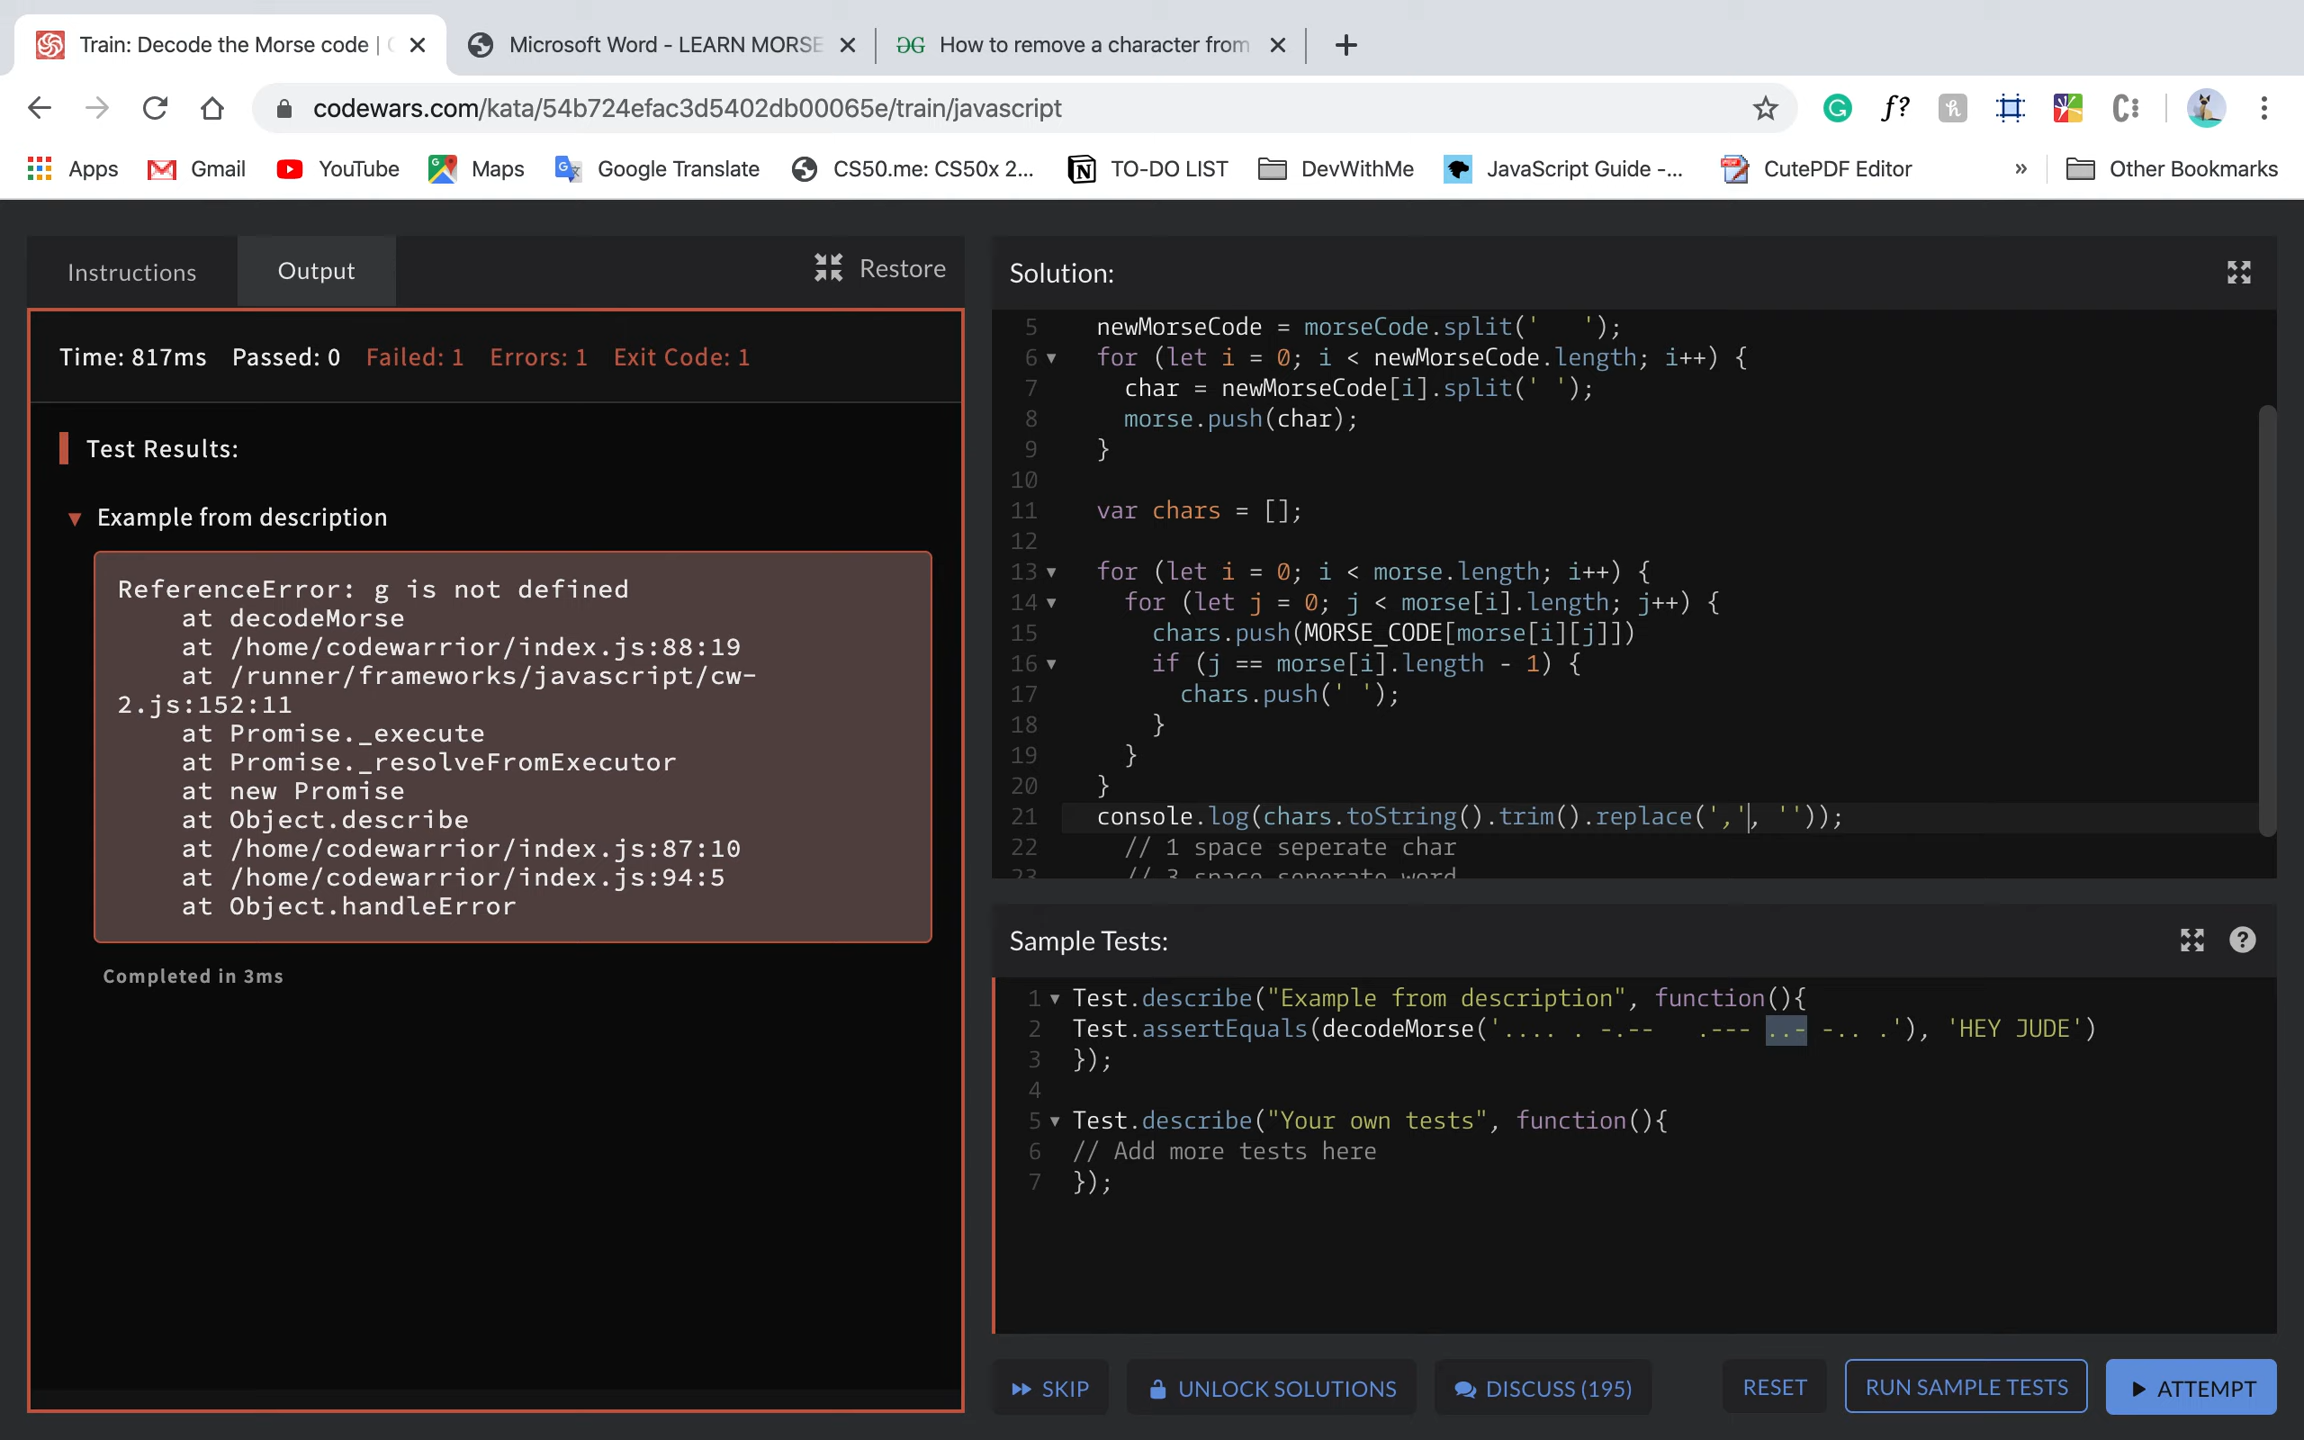 Train: Decode the Morse code |
Microsoft Word - LEARN MORSE
How to remove a character from
codewars.com/kata/54b724efac3d5402db00065e/train/javascript
Apps
Gmail
YouTube
Maps
Google Translate
CS50.me: CS50x 2...
TO-DO LIST
DevWithMe
JavaScript Guide -...
CutePDF Editor
»
Other Bookmarks
Instructions
Output
Restore
Time: 817ms Passed: 0 Failed: 1 Errors: 1 Exit Code: 1
Test Results:
Example from description
ReferenceError: g is not defined
at decodeMorse
at /home/codewarrior/index.js:88:19
at /runner/frameworks/javascript/cw-
2.js:152:11
at Promise._execute
at Promise._resolveFromExecutor
at new Promise
at Object.describe
at /home/codewarrior/index.js:87:10
at /home/codewarrior/index.js:94:5
at Object.handleError
Completed in 3ms
Solution:
5 newMorseCode = morseCode.split('   ');
6 for (let i = 0; i < newMorseCode.length; i++) {
7 char = newMorseCode[i].split(' ');
8 morse.push(char);
9 }
10
11 var chars = [];
12
13 for (let i = 0; i < morse.length; i++) {
14 for (let j = 0; j < morse[i].length; j++) {
15 chars.push(MORSE_CODE[morse[i][j]])
16 if (j == morse[i].length - 1) {
17 chars.push(' ');
18 }
19 }
20 }
21 console.log(chars.toString().trim().replace(',', ''));
22 // 1 space seperate char
23 // 3 space seperate word
Sample Tests:
1 Test.describe("Example from description", function(){
2 Test.assertEquals(decodeMorse('.... . -.--   .--- ..- -.. .'), 'HEY JUDE')
3 });
4
5 Test.describe("Your own tests", function(){
6 // Add more tests here
7 });
SKIP
UNLOCK SOLUTIONS
DISCUSS (195)
RESET
RUN SAMPLE TESTS
ATTEMPT